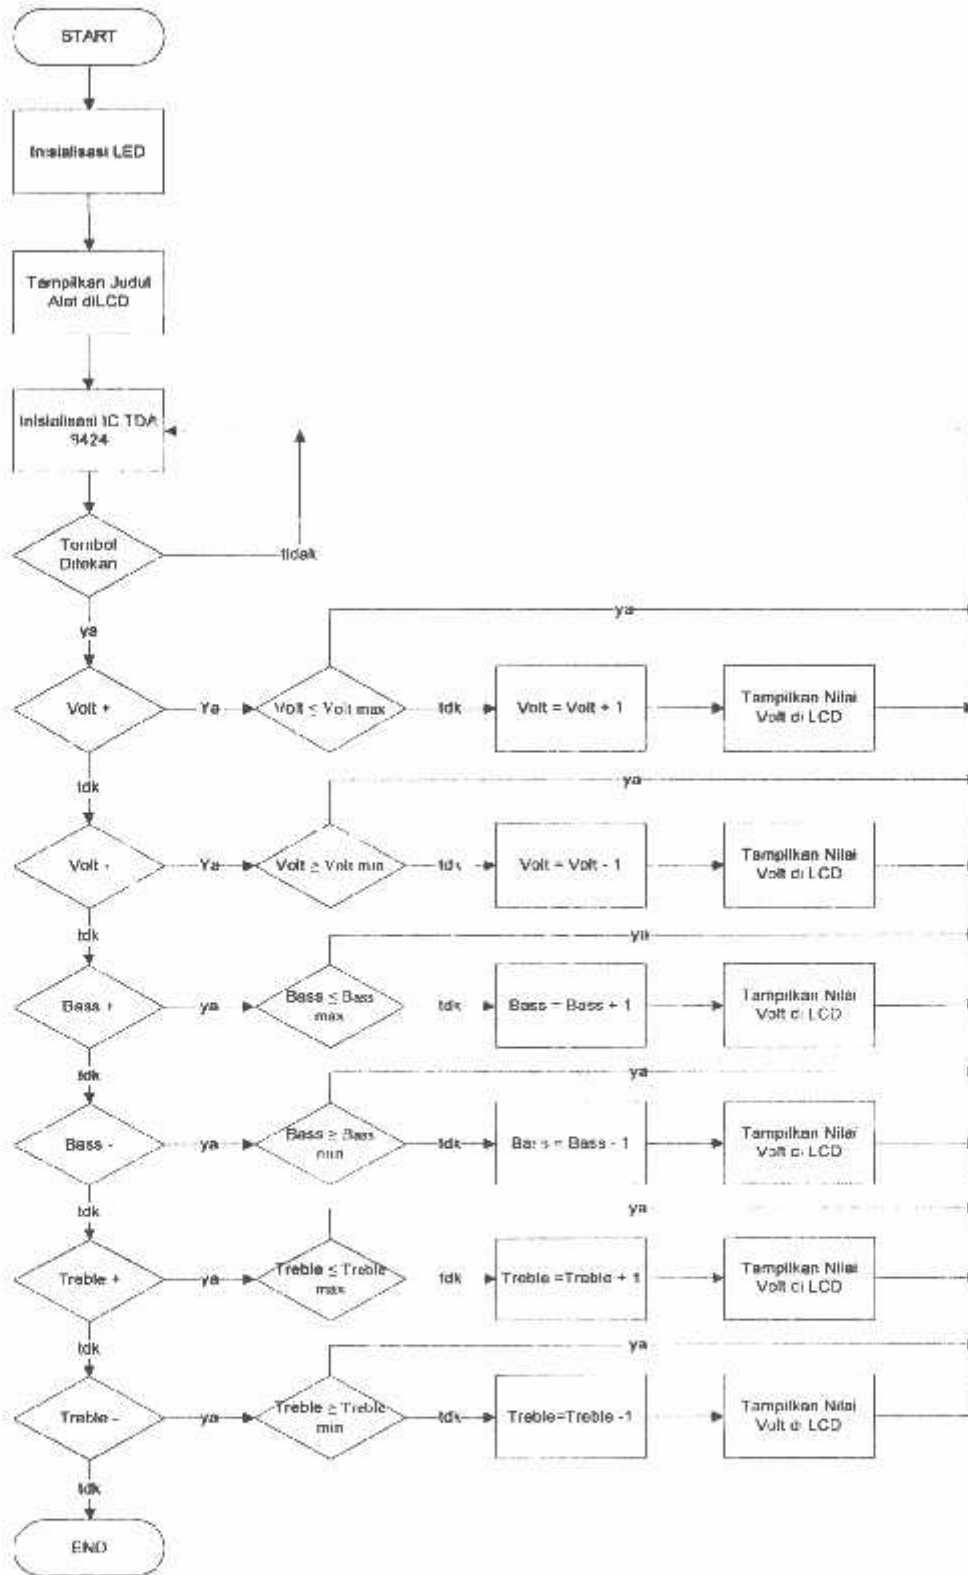 START
Inisialisasi LED
Tampilkan Judul
Alat diLCD
Inisialisasi IC TDA
9424
Tombol
Ditekan
tidak
ya
ya
Volt +
Ya
Volt ≤ Volt max
tdk
Volt = Volt + 1
Tampilkan Nilai
Volt di LCD
tdk
ya
Volt -
Ya
Volt ≥ Volt min
tdk
Volt = Volt - 1
Tampilkan Nilai
Volt di LCD
tdk
ya
Bass +
ya
Bass ≤ Bass
max
tdk
Bass = Bass + 1
Tampilkan Nilai
Volt di LCD
tdk
ya
Bass -
ya
Bass ≥ Bass
min
tdk
Bass = Bass - 1
Tampilkan Nilai
Volt di LCD
tdk
ya
Treble +
ya
Treble ≤ Treble
max
tdk
Treble =Treble + 1
Tampilkan Nilai
Volt di LCD
tdk
ya
Treble -
ya
Treble ≥ Treble
min
tdk
Treble=Treble -1
Tampilkan Nilai
Volt di LCD
tdk
END